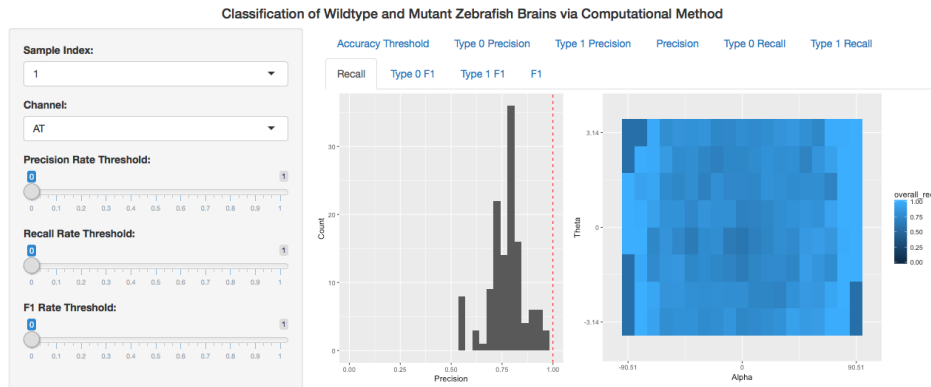 Classification of Wildtype and Mutant Zebrafish Brains via Computational Method
Sample Index:
1
Channel:
AT
Precision Rate Threshold:
0 1
0 0.1 0.2 0.3 0.4 0.5 0.6 0.7 0.8 0.9 1
Recall Rate Threshold:
0 1
0 0.1 0.2 0.3 0.4 0.5 0.6 0.7 0.8 0.9 1
F1 Rate Threshold:
0 1
0 0.1 0.2 0.3 0.4 0.5 0.6 0.7 0.8 0.9 1
Accuracy Threshold Type 0 Precision Type 1 Precision Precision Type 0 Recall Type 1 Recall
Recall Type 0 F1 Type 1 F1 F1
Count
30
20
10
0
0.00 0.25 0.50 0.75 1.00
Precision
Theta
3.14
0
-3.14
-90.51 0 90.51
Alpha
overall_rec
1.00
0.75
0.50
0.25
0.00